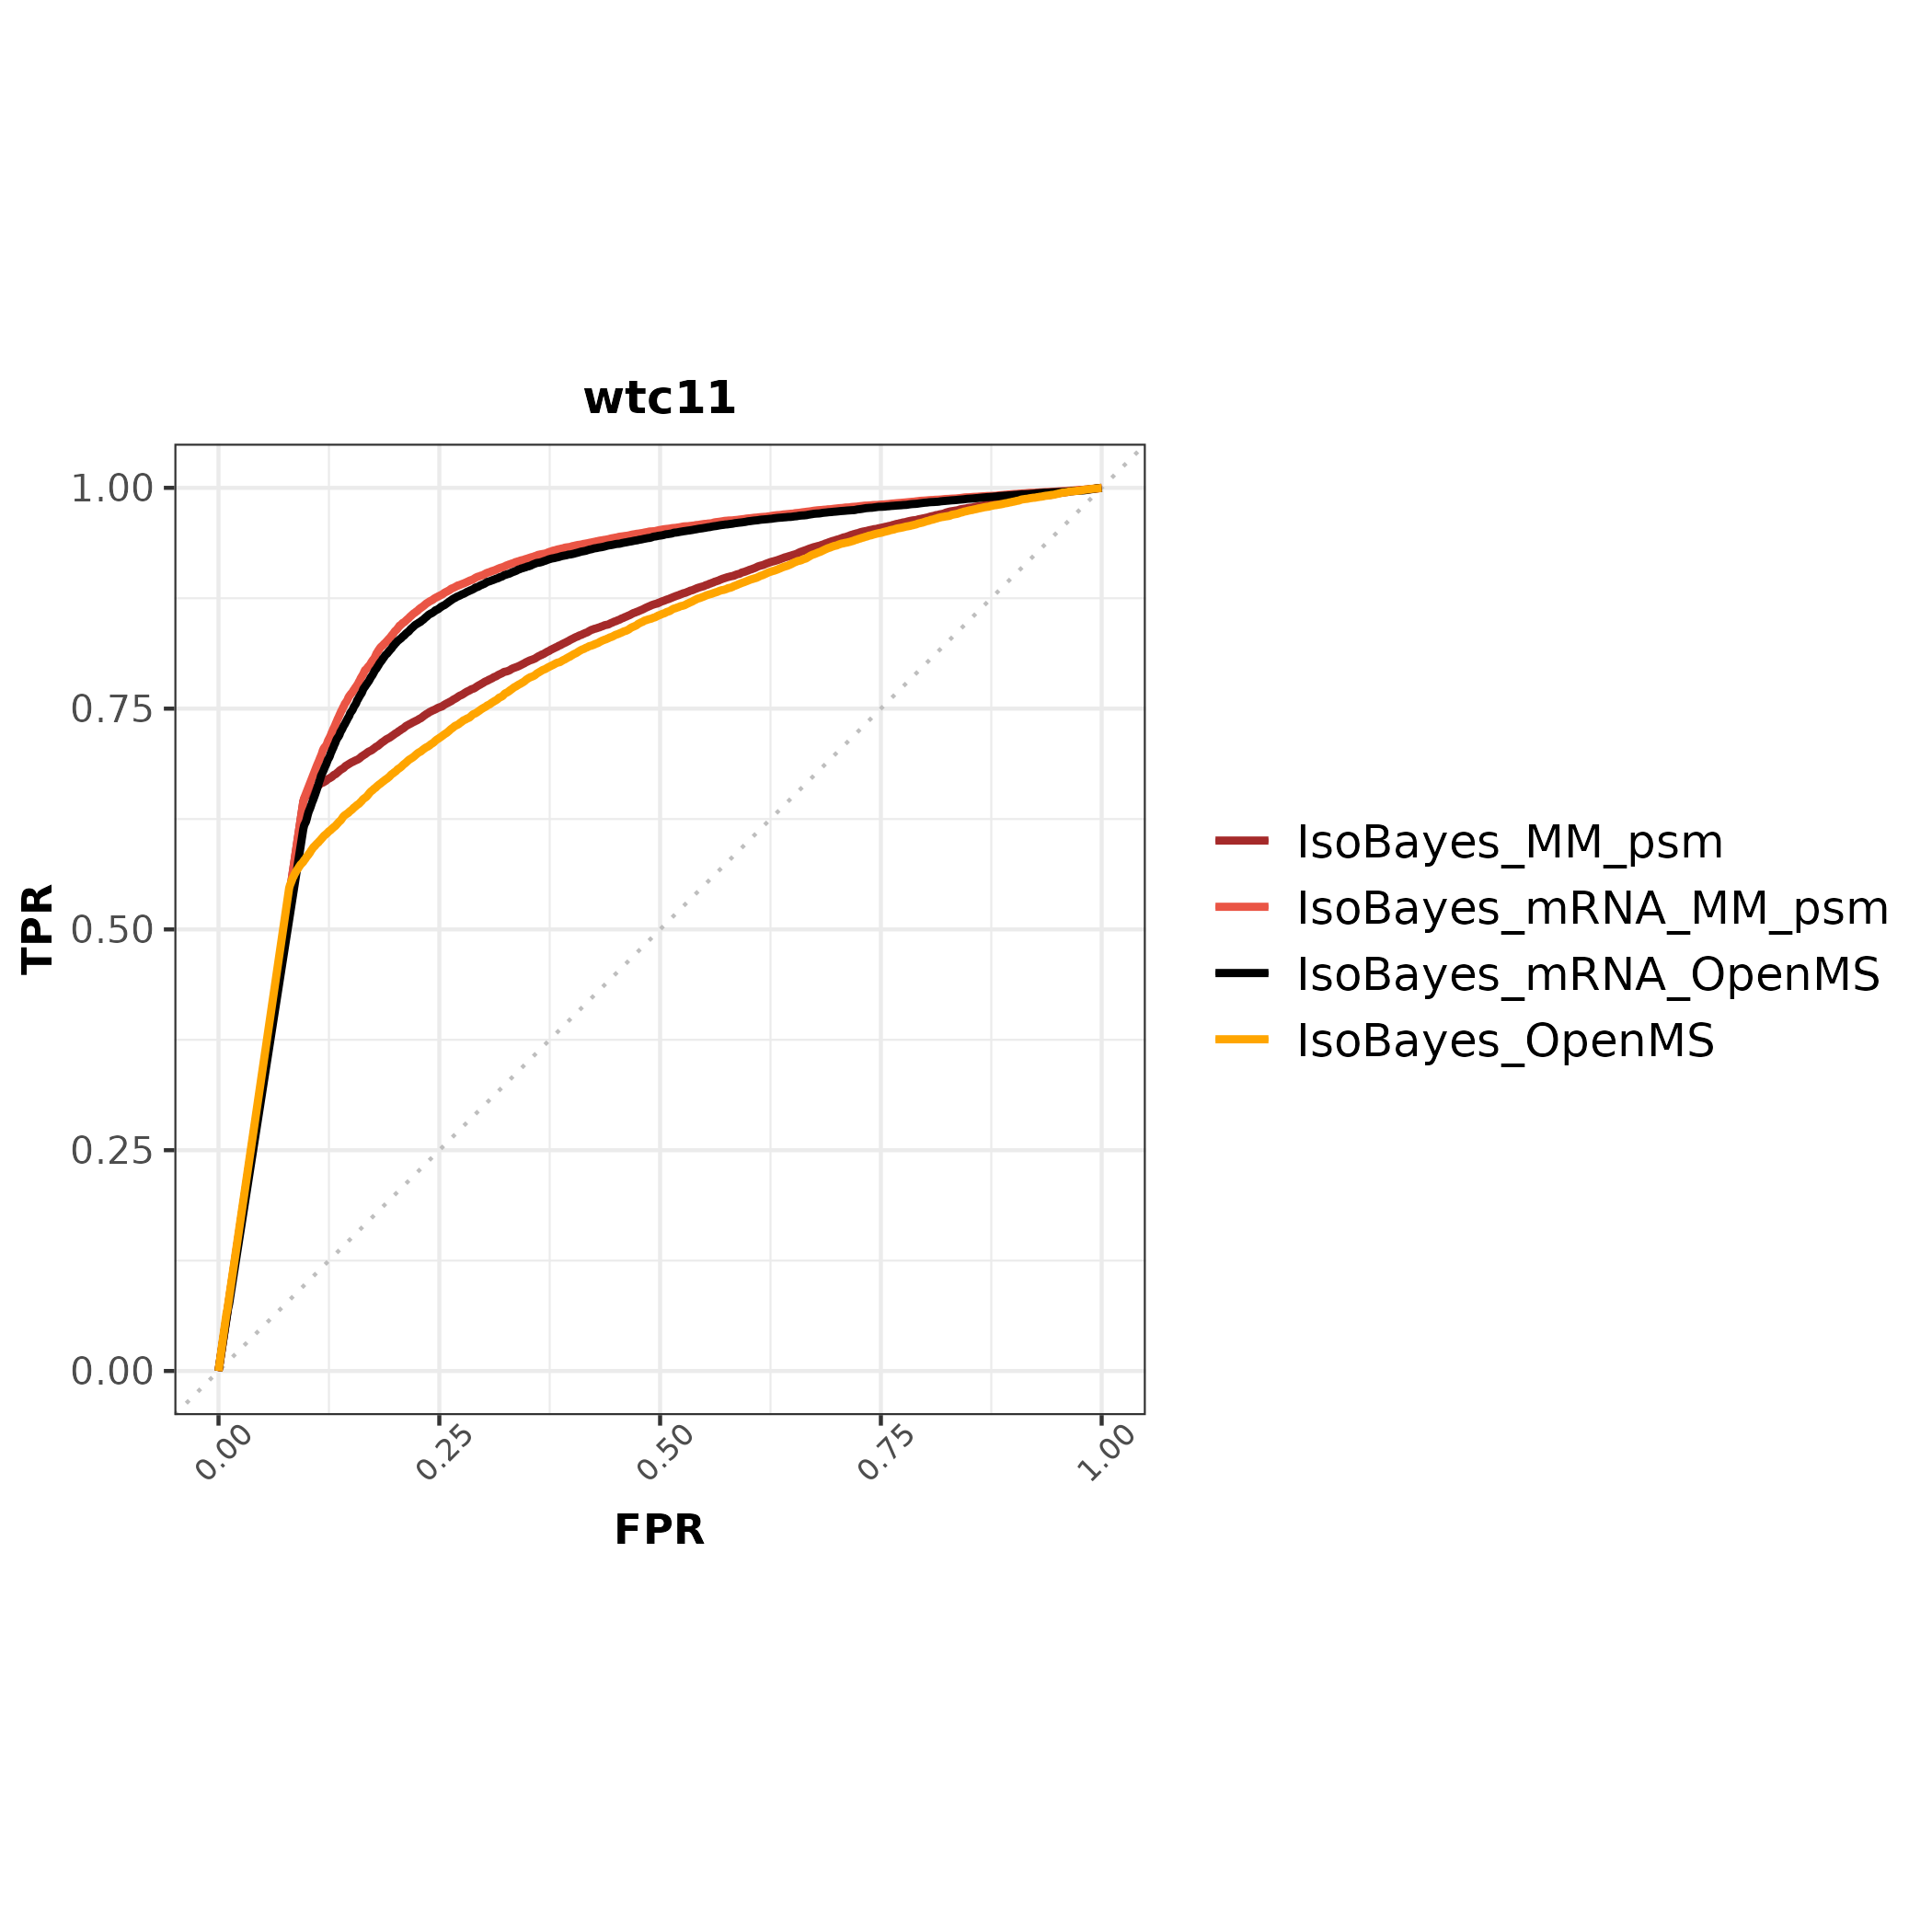 wtc11
1.00
0.75
0.50
0.25
0.00
TPR
0.00
0.25
0.50
0.75
1.00
FPR
IsoBayes_MM_psm
IsoBayes_mRNA_MM_psm
IsoBayes_mRNA_OpenMS
IsoBayes_OpenMS